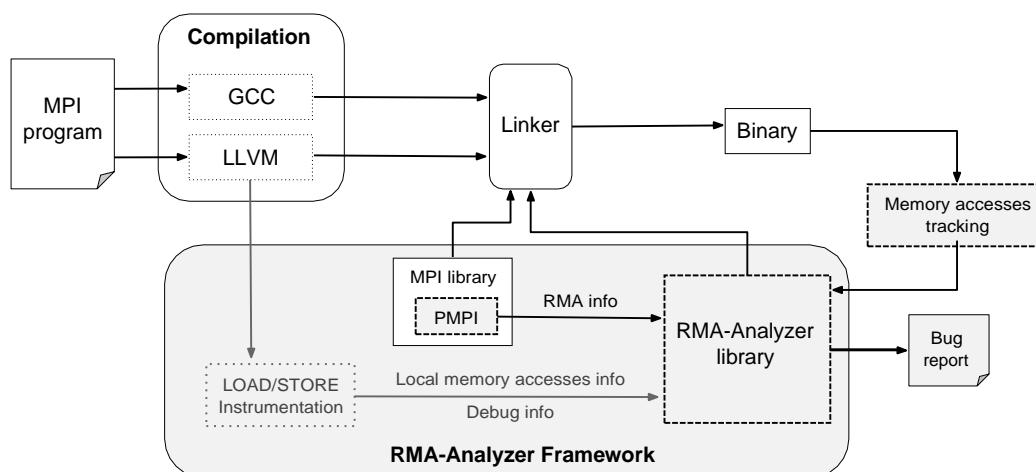 Compilation
MPI
program
GCC
LLVM
Linker
Binary
Memory accesses
tracking
MPI library
PMPI
RMA info
RMA-Analyzer
library
Bug
report
LOAD/STORE
Instrumentation
Local memory accesses info
Debug info
RMA-Analyzer Framework